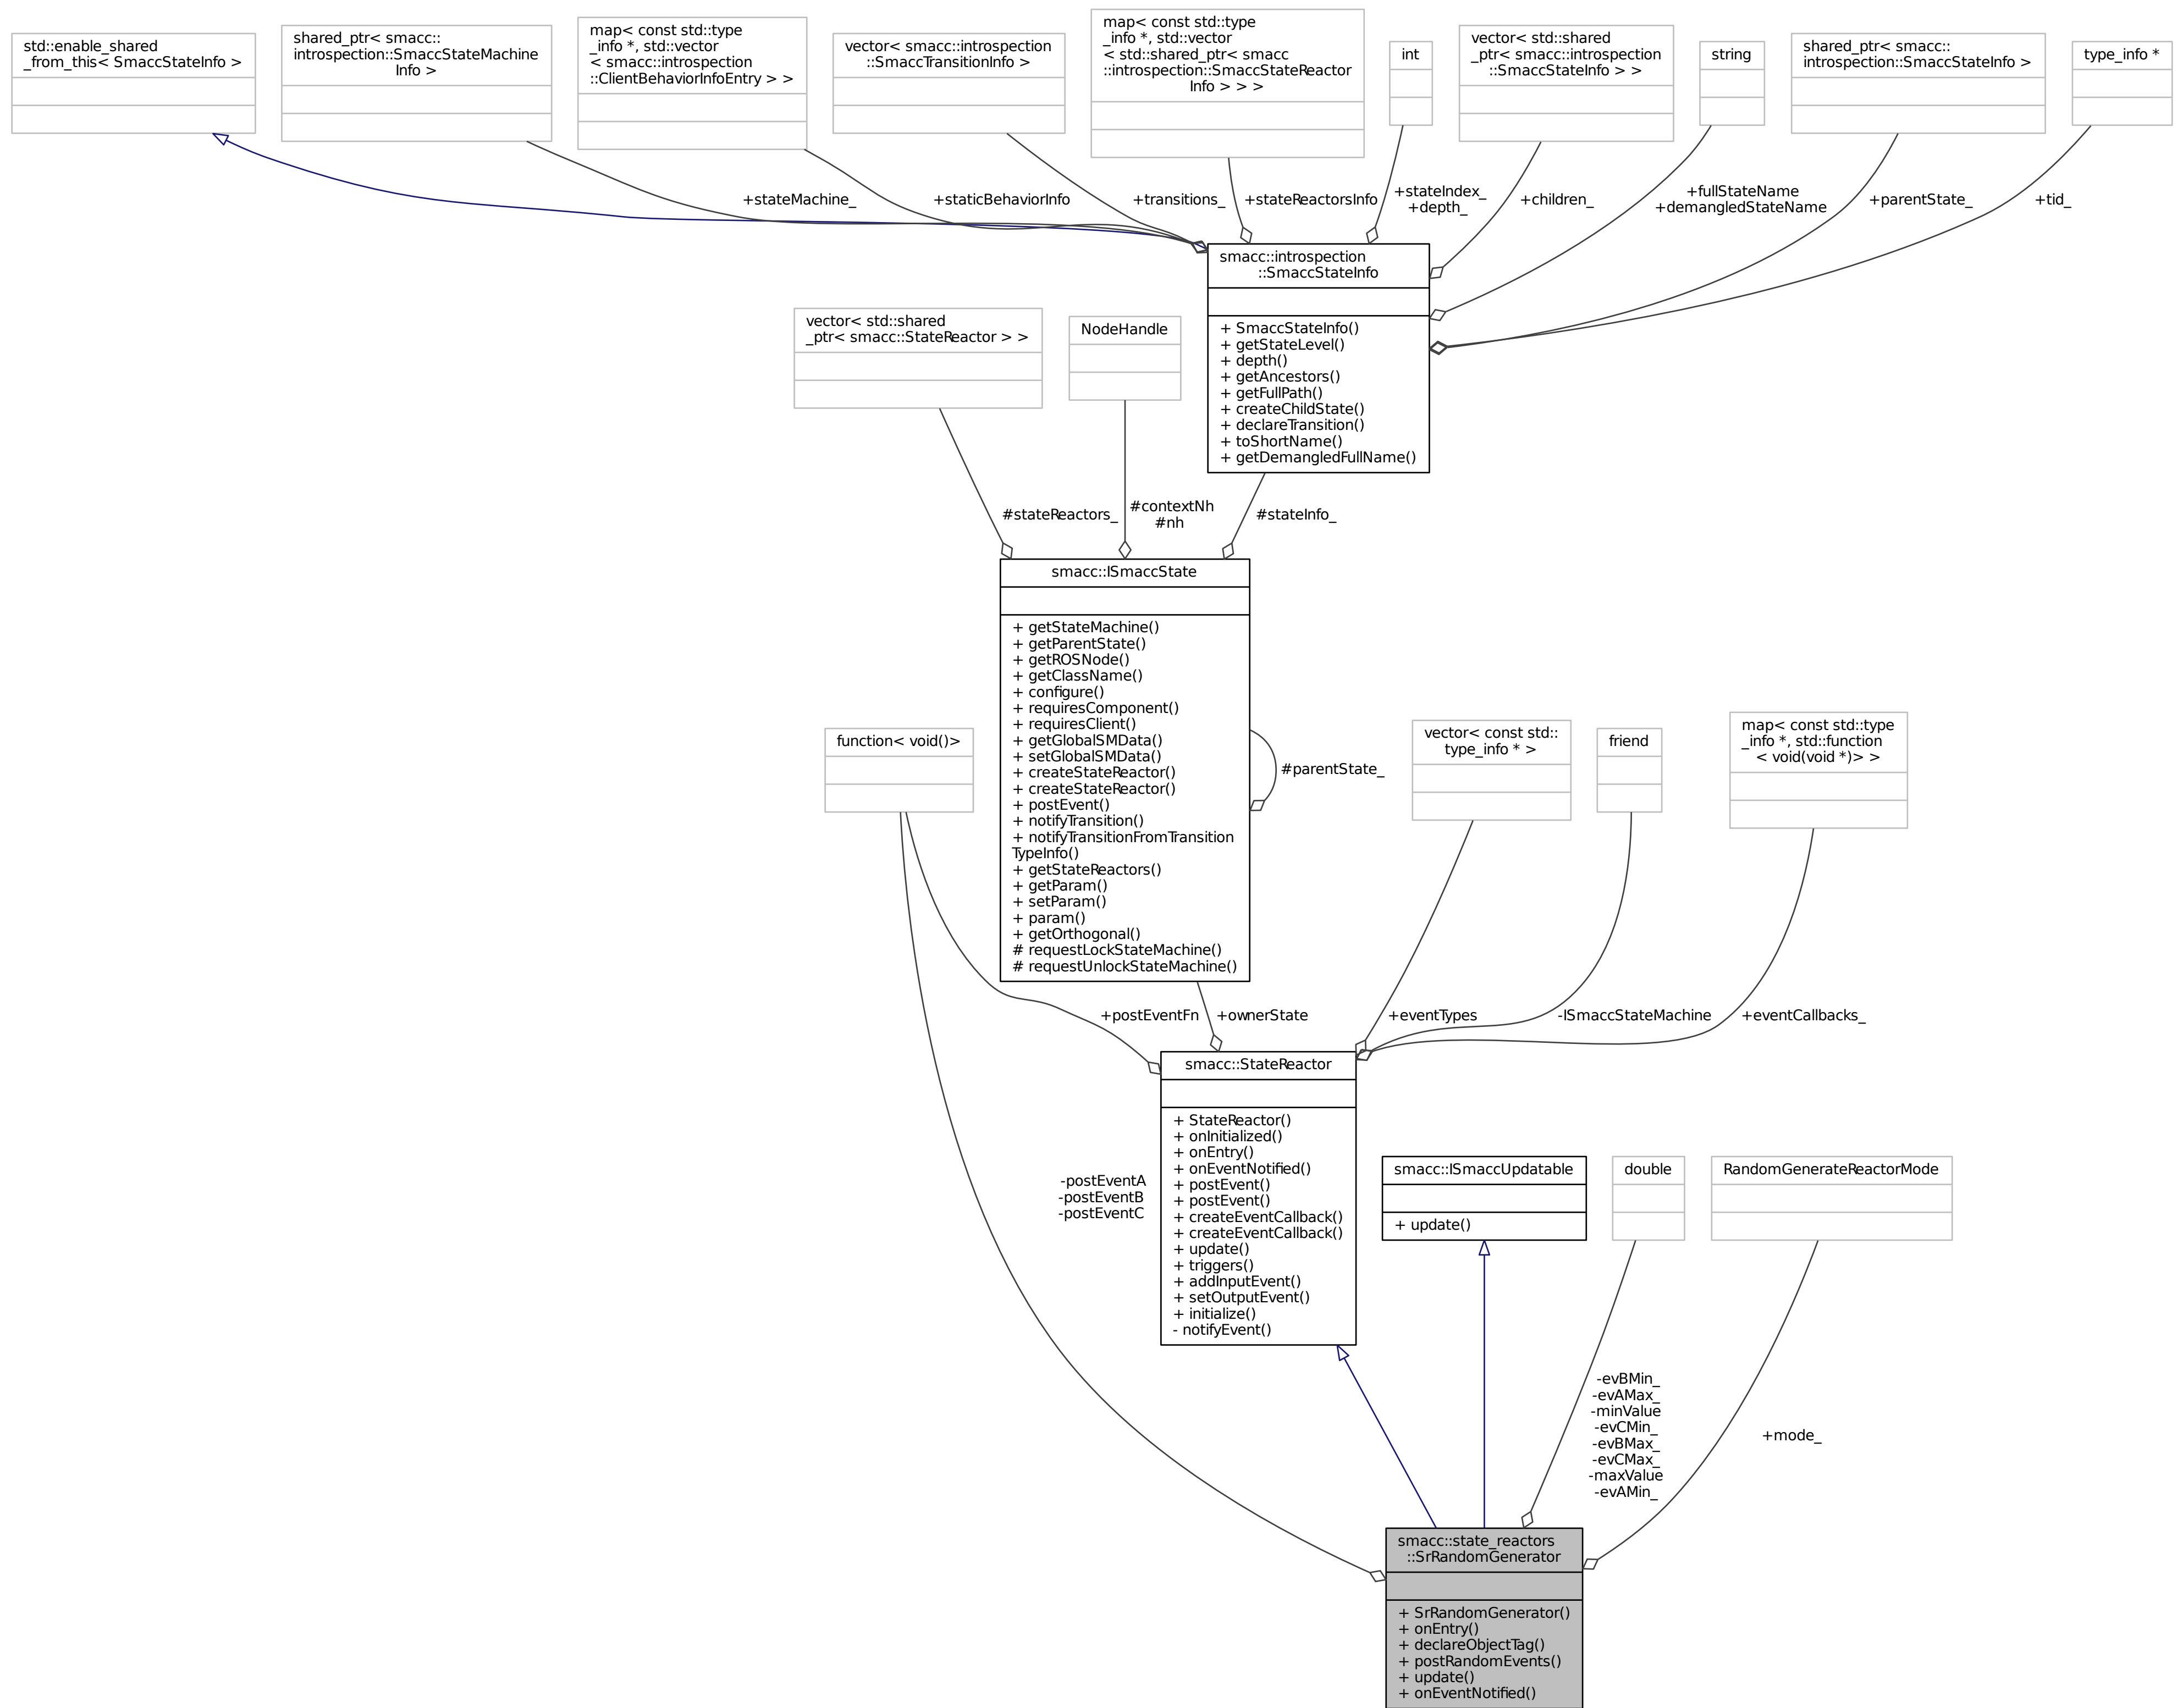 std::enable_shared
_from_this< SmaccStateInfo >
shared_ptr< smacc::
introspection::SmaccStateMachine
Info >
map< const std::type
_info *, std::vector
< smacc::introspection
::ClientBehaviorInfoEntry > >
vector< smacc::introspection
::SmaccTransitionInfo >
map< const std::type
_info *, std::vector
< std::shared_ptr< smacc
::introspection::SmaccStateReactor
Info > > >
int
vector< std::shared
_ptr< smacc::introspection
::SmaccStateInfo > >
string
shared_ptr< smacc::
introspection::SmaccStateInfo >
type_info *
+stateMachine_
+staticBehaviorInfo
+transitions_
+stateReactorsInfo
+stateIndex_
+depth_
+children_
+fullStateName
+demangledStateName
+parentState_
+tid_
smacc::introspection
::SmaccStateInfo
+ SmaccStateInfo()
+ getStateLevel()
+ depth()
+ getAncestors()
+ getFullPath()
+ createChildState()
+ declareTransition()
+ toShortName()
+ getDemangledFullName()
vector< std::shared
_ptr< smacc::StateReactor > >
NodeHandle
#stateReactors_
#contextNh
#nh
#stateInfo_
smacc::ISmaccState
+ getStateMachine()
+ getParentState()
+ getROSNode()
+ getClassName()
+ configure()
+ requiresComponent()
+ requiresClient()
+ getGlobalSMData()
+ setGlobalSMData()
+ createStateReactor()
+ createStateReactor()
+ postEvent()
+ notifyTransition()
+ notifyTransitionFromTransition
TypeInfo()
+ getStateReactors()
+ getParam()
+ setParam()
+ param()
+ getOrthogonal()
# requestLockStateMachine()
# requestUnlockStateMachine()
#parentState_
function< void()>
vector< const std::
type_info * >
friend
map< const std::type
_info *, std::function
< void(void *)> >
+postEventFn
+ownerState
+eventTypes
-ISmaccStateMachine
+eventCallbacks_
smacc::StateReactor
+ StateReactor()
+ onInitialized()
+ onEntry()
+ onEventNotified()
+ postEvent()
+ postEvent()
+ createEventCallback()
+ createEventCallback()
+ update()
+ triggers()
+ addInputEvent()
+ setOutputEvent()
+ initialize()
- notifyEvent()
-postEventA
-postEventB
-postEventC
smacc::ISmaccUpdatable
+ update()
double
RandomGenerateReactorMode
-evBMin_
-evAMax_
-minValue
-evCMin_
-evBMax_
-evCMax_
-maxValue
-evAMin_
+mode_
smacc::state_reactors
::SrRandomGenerator
+ SrRandomGenerator()
+ onEntry()
+ declareObjectTag()
+ postRandomEvents()
+ update()
+ onEventNotified()